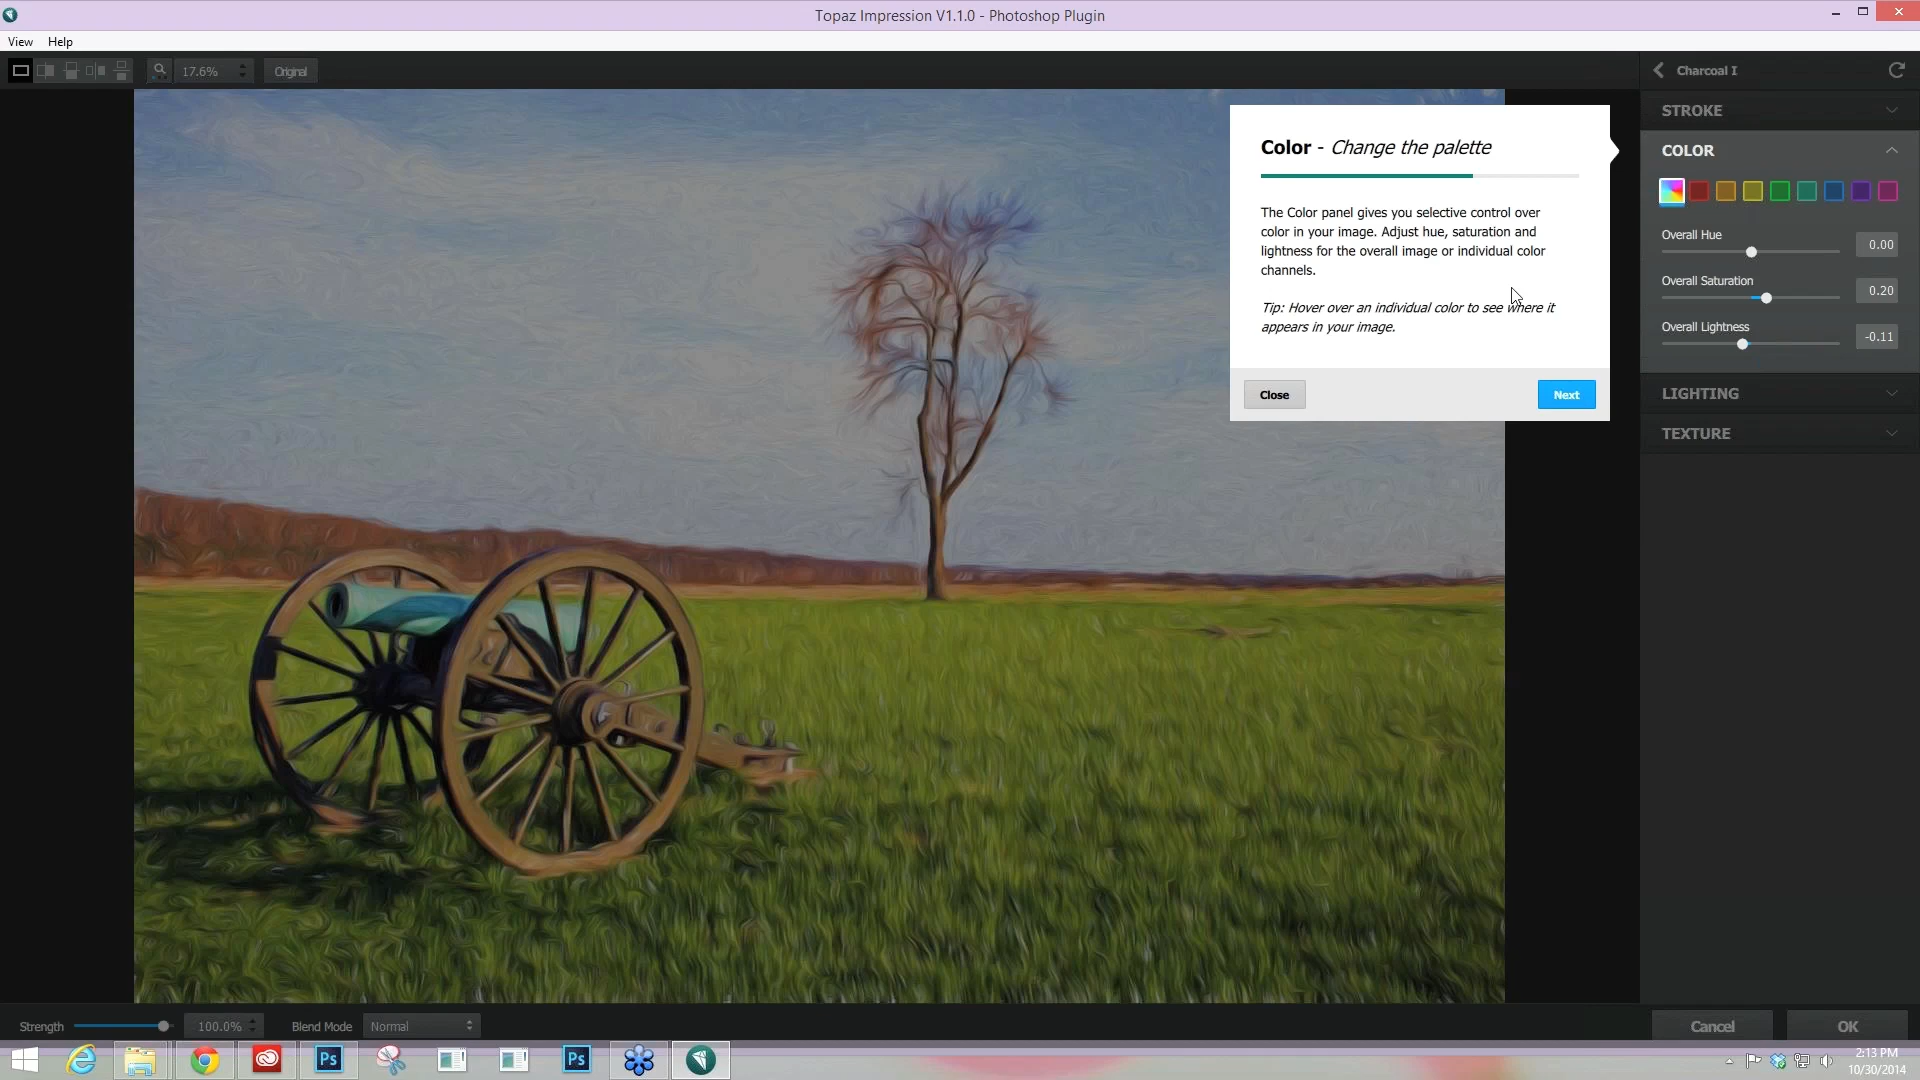 Topaz Impression V1.1.0 - Photoshop Plugin
View Help
17.6%
Original
Charcoal I
STROKE
COLOR
Overall Hue
0.00
Overall Saturation
0.20
Overall Lightness
-0.11
LIGHTING
TEXTURE
Color - Change the palette
The Color panel gives you selective control over
color in your image. Adjust hue, saturation and
lightness for the overall image or individual color
channels.
Tip: Hover over an individual color to see where it
appears in your image.
Close
Next
Strength
100.0%
Blend Mode
Normal
Cancel
OK
Ps
Ps
2:13 PM
10/30/2014